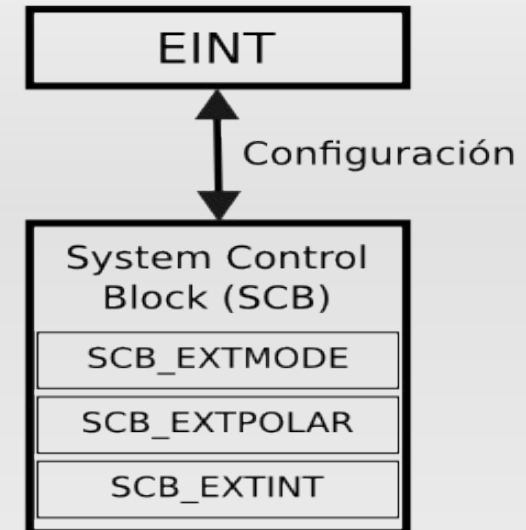 EINT
Configuración
System Control
Block (SCB)
SCB_EXTMODE
SCB_EXTPOLAR
SCB_EXTINT